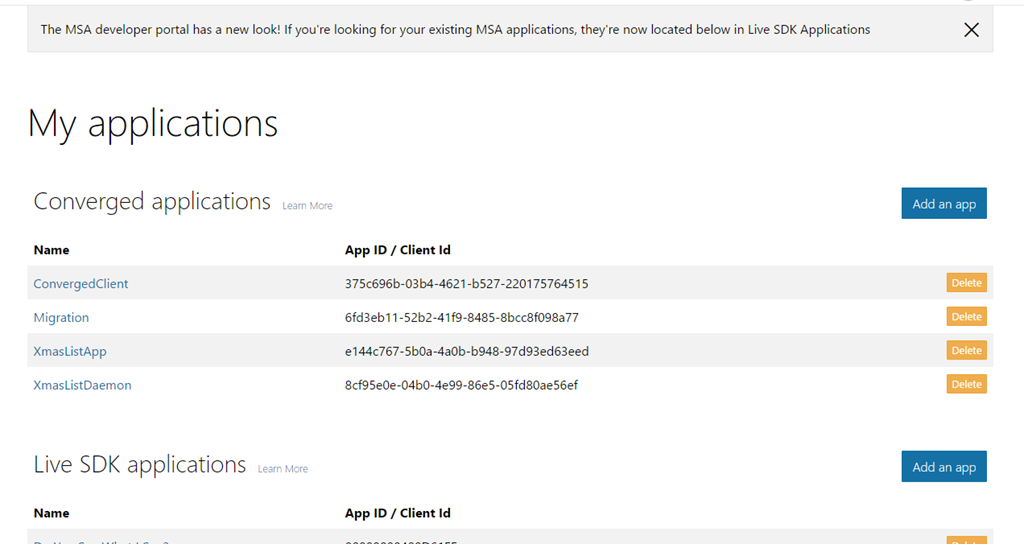 The MSA developer portal has a new look! If you're looking for your existing MSA applications, they're now located below in Live SDK Applications
My applications
Converged applications Learn More Add an app
Name App ID / Client Id
ConvergedClient 375c696b-03b4-4621-b527-220175764515 Delete
Migration 6fd3eb11-52b2-41f9-8485-8bcc8f098a77 Delete
XmasListApp e144c767-5b0a-4a0b-b948-97d93ed63eed Delete
XmasListDaemon 8cf95e0e-04b0-4e99-86e5-05fd80ae56ef Delete
Live SDK applications Learn More Add an app
Name App ID / Client Id